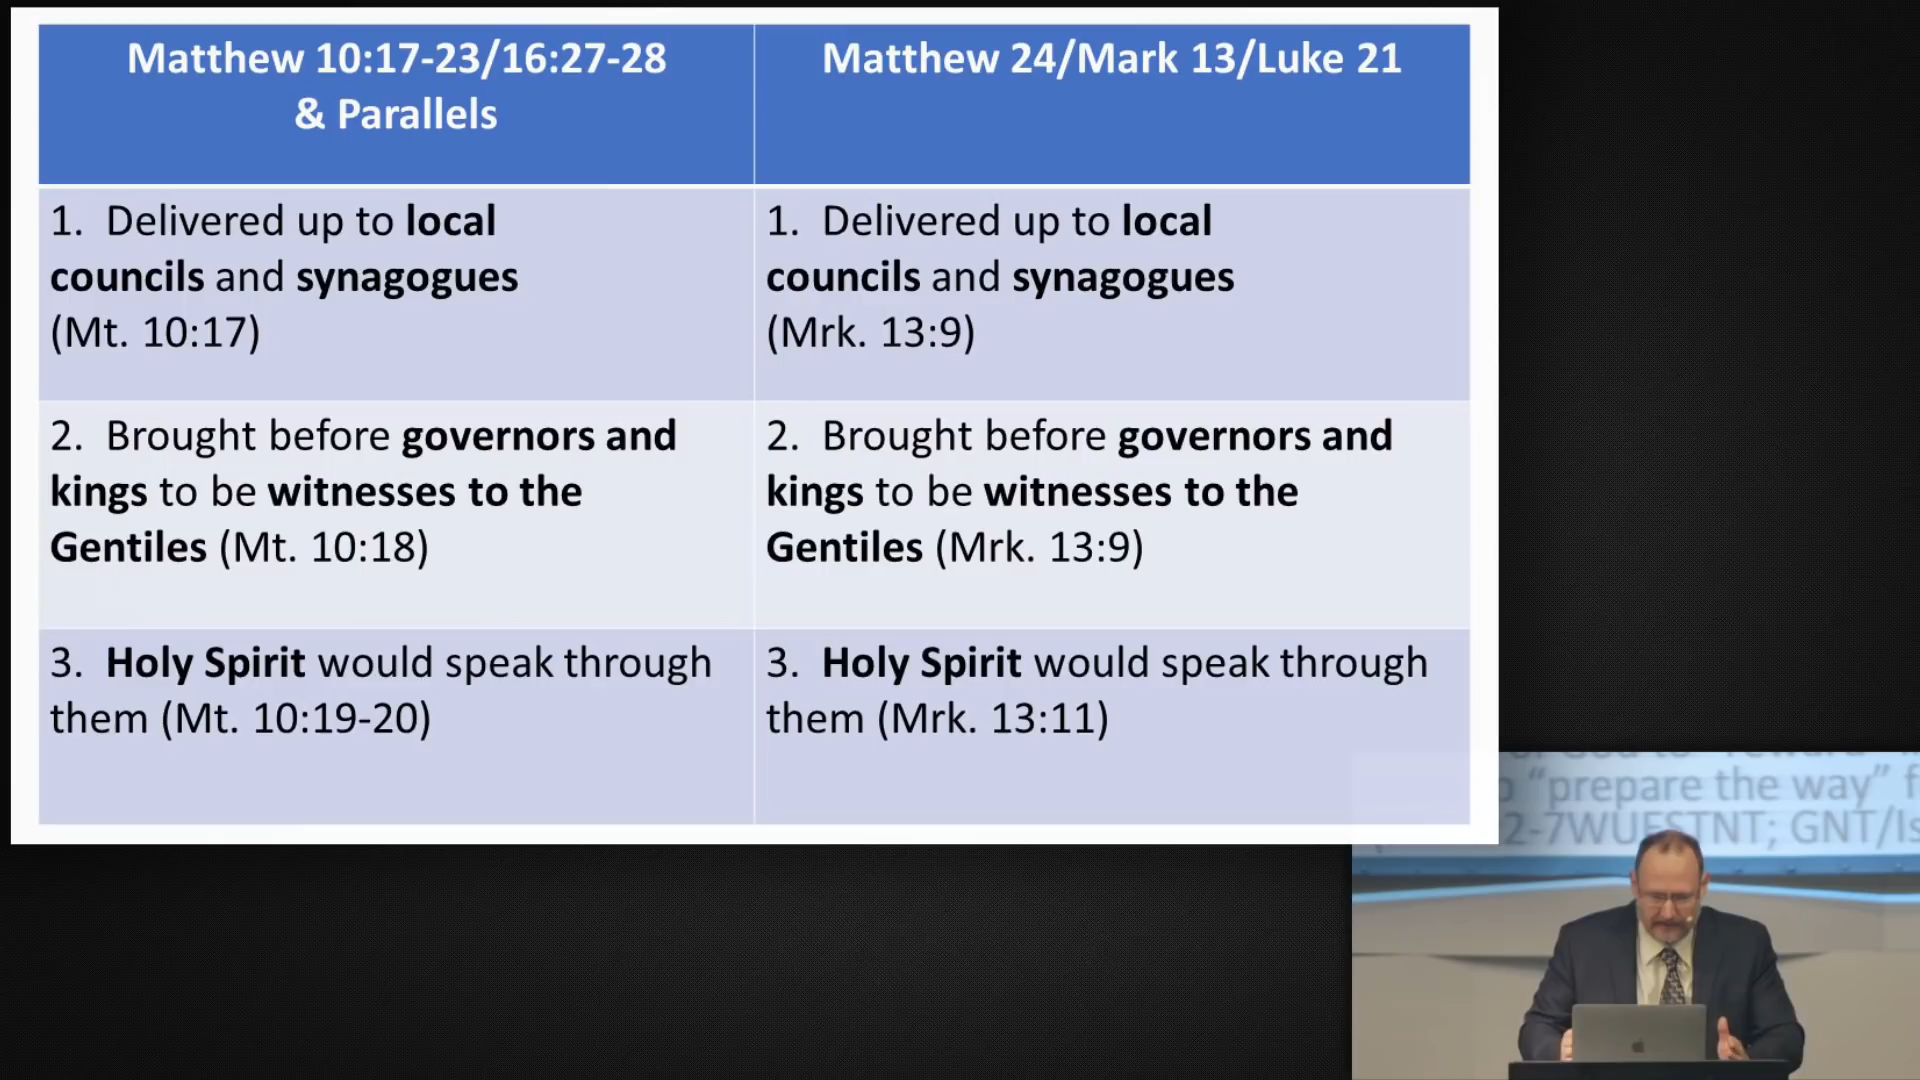 Matthew 10:17-23/16:27-28
& Parallels
Matthew 24/Mark 13/Luke 21
1. Delivered up to local
councils and synagogues
(Mt. 10:17)
1. Delivered up to local
councils and synagogues
(Mrk. 13:9)
2. Brought before governors and
kings to be witnesses to the
Gentiles (Mt. 10:18)
2. Brought before governors and
kings to be witnesses to the
Gentiles (Mrk. 13:9)
3. Holy Spirit would speak through
them (Mt. 10:19-20)
3. Holy Spirit would speak through
them (Mrk. 13:11)
“prepare the way”
2-7WUESTNT; GNT/Is